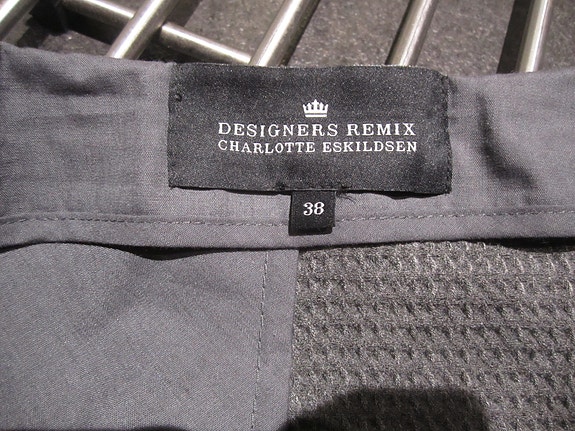 DESIGNERS REMIX
CHARLOTTE ESKILDSEN
38